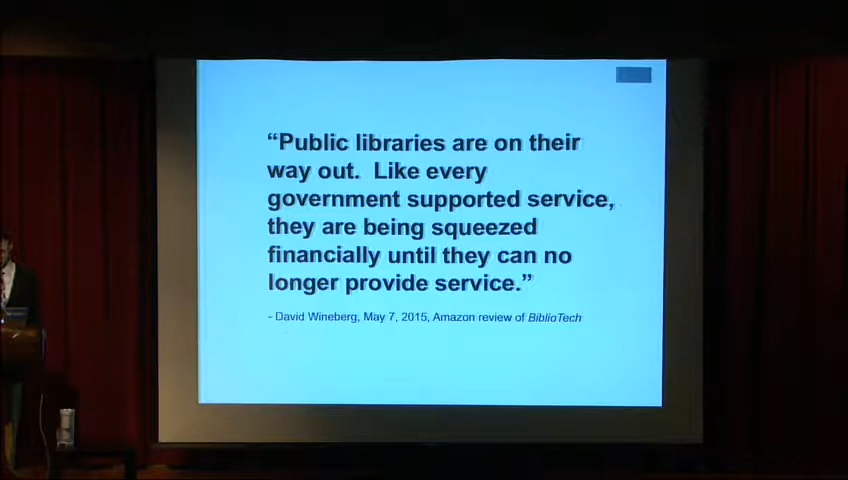 “Public libraries are on their
way out.  Like every
government supported service,
they are being squeezed
financially until they can no
longer provide service.”
- David Wineberg, May 7, 2015, Amazon review of BiblioTech